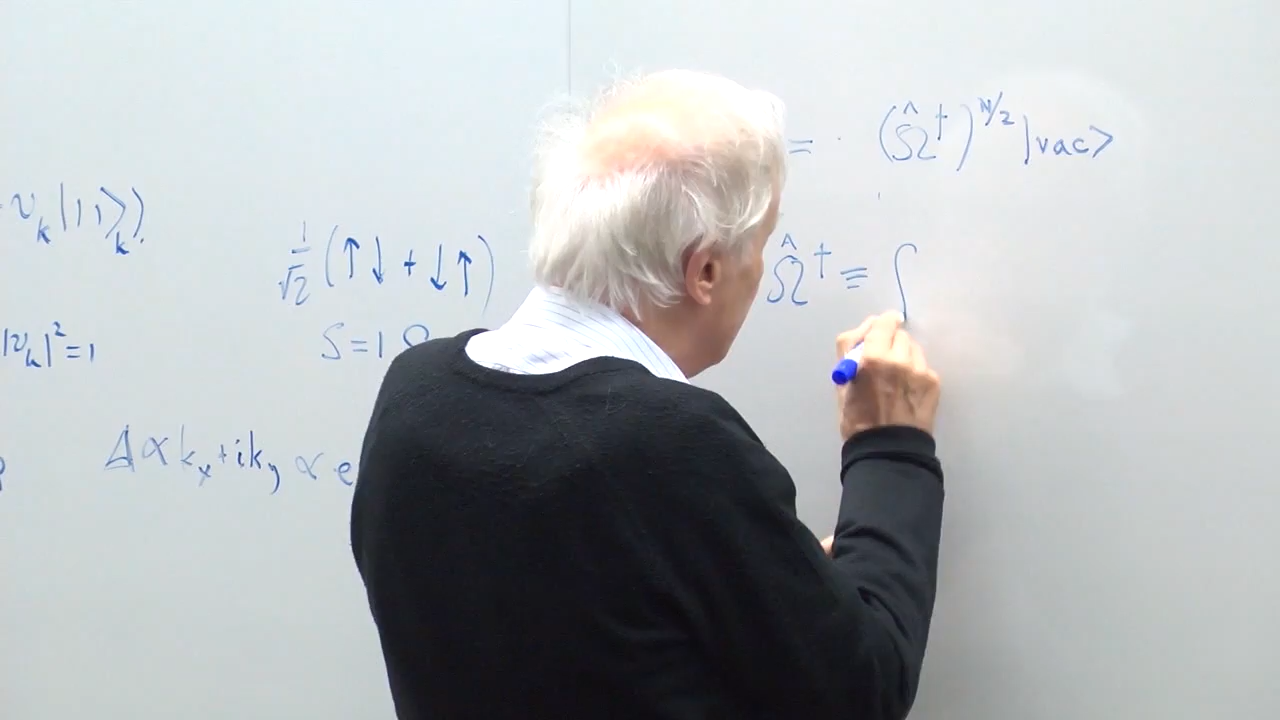 v_k |11>_k)
|v_k|^2 = 1
1/√2 (↑↓ + ↓↑)
S=1
Δ ∝ k_x + ik_y ∝ e
= · (Ω̂†)^{N/2} |vac>
Ω̂† ≡ ∫